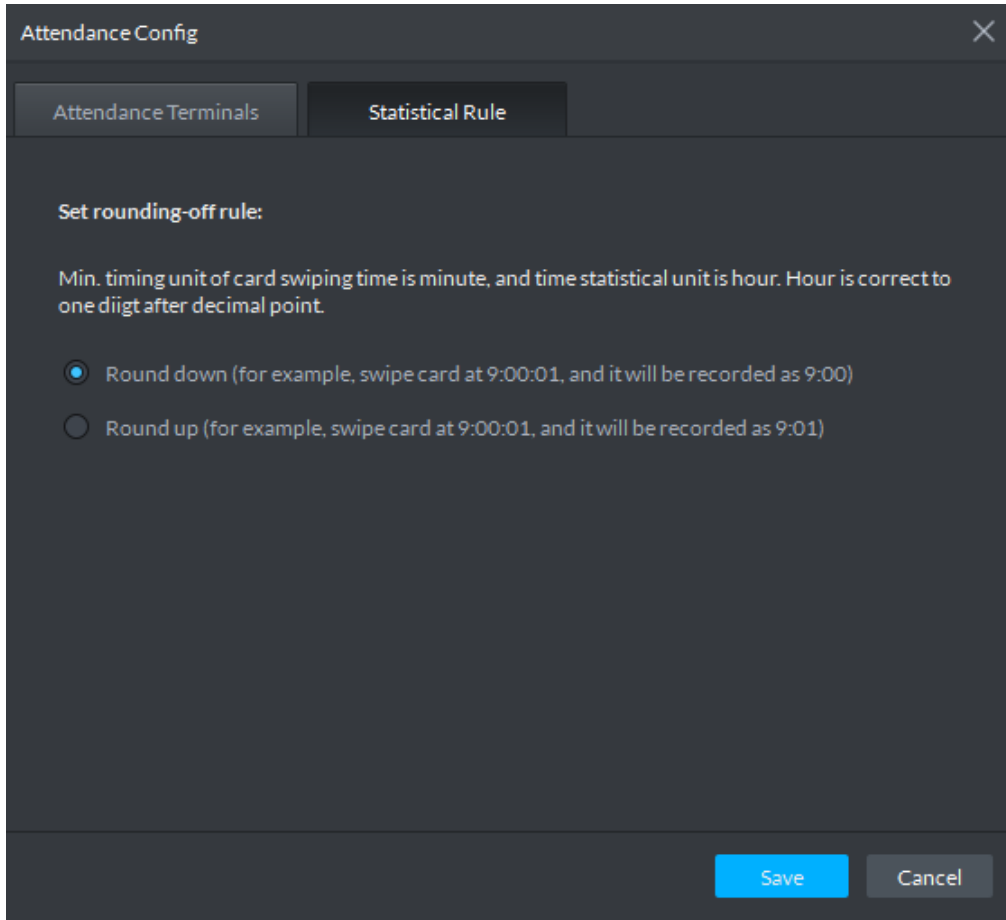 Attendance Config
Attendance Terminals
Statistical Rule
Set rounding-off rule:
Min. timing unit of card swiping time is minute, and time statistical unit is hour. Hour is correct to
one diigt after decimal point.
Round down (for example, swipe card at 9:00:01, and it will be recorded as 9:00)
Round up (for example, swipe card at 9:00:01, and it will be recorded as 9:01)
Save
Cancel